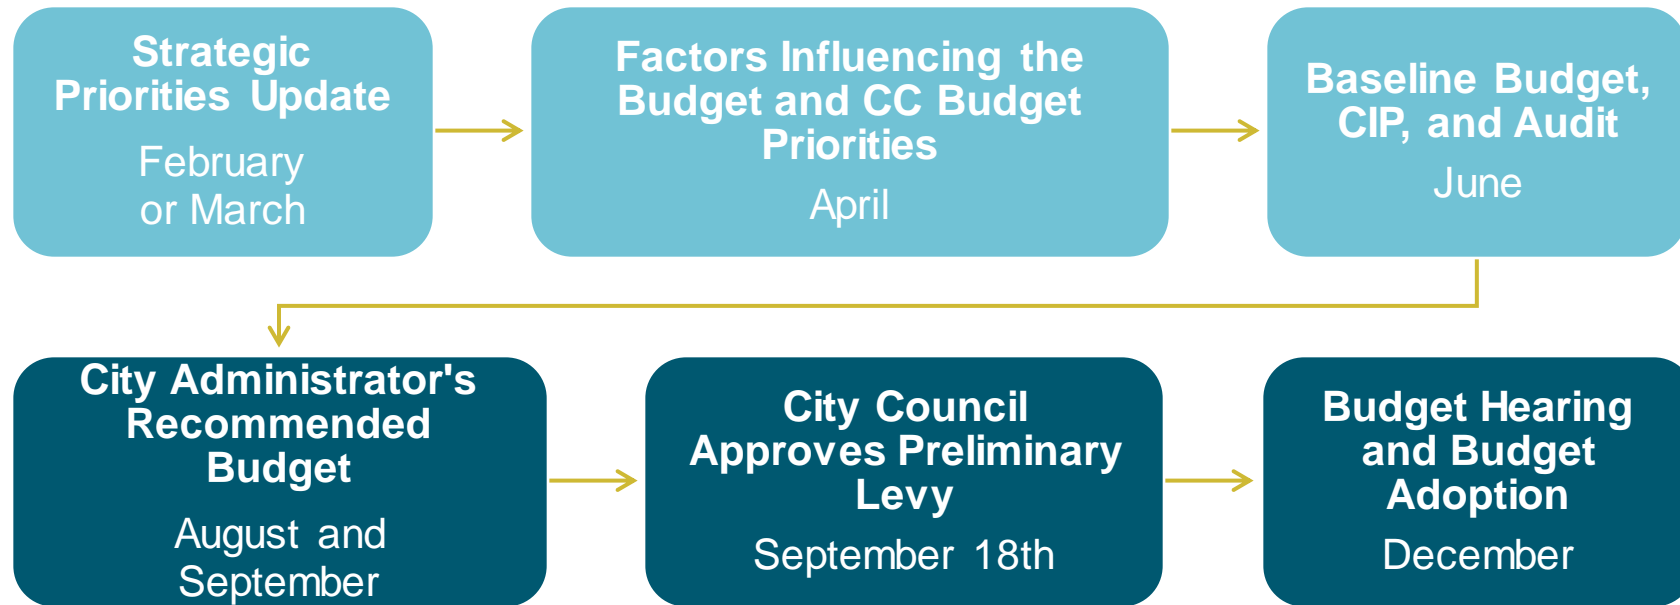 Strategic
Priorities Update
February
or March
Factors Influencing the
Budget and CC Budget
Priorities
April
Baseline Budget,
CIP, and Audit
June
City Administrator's
Recommended
Budget
August and
September
City Council
Approves Preliminary
Levy
September 18th
Budget Hearing
and Budget
Adoption
December